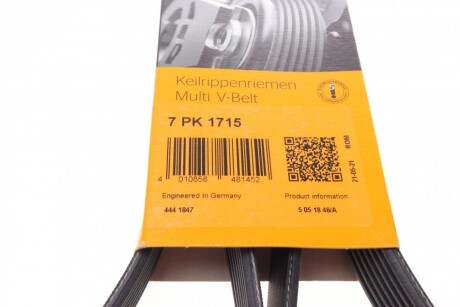 Keilrippenriemen
Multi V-Belt
7 PK 1715
4 010858 481452
ROM
21-05-21
Engineered In Germany
Product information
444 1847
5 05 18 46/A